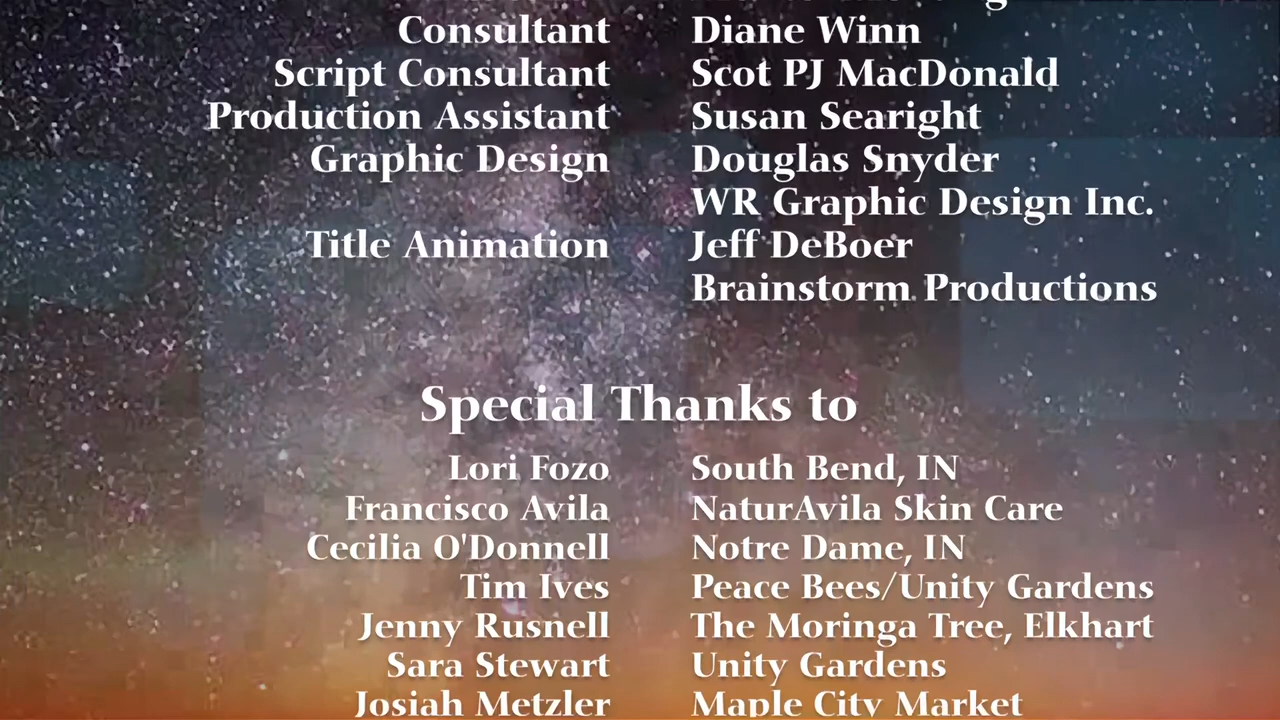 Consultant Diane Winn
Script Consultant Scot PJ MacDonald
Production Assistant Susan Searight
Graphic Design Douglas Snyder
WR Graphic Design Inc.
Title Animation Jeff DeBoer
Brainstorm Productions
Special Thanks to
Lori Fozo South Bend, IN
Francisco Avila NaturAvila Skin Care
Cecilia O'Donnell Notre Dame, IN
Tim Ives Peace Bees/Unity Gardens
Jenny Rusnell The Moringa Tree, Elkhart
Sara Stewart Unity Gardens
Josiah Metzler Maple City Market